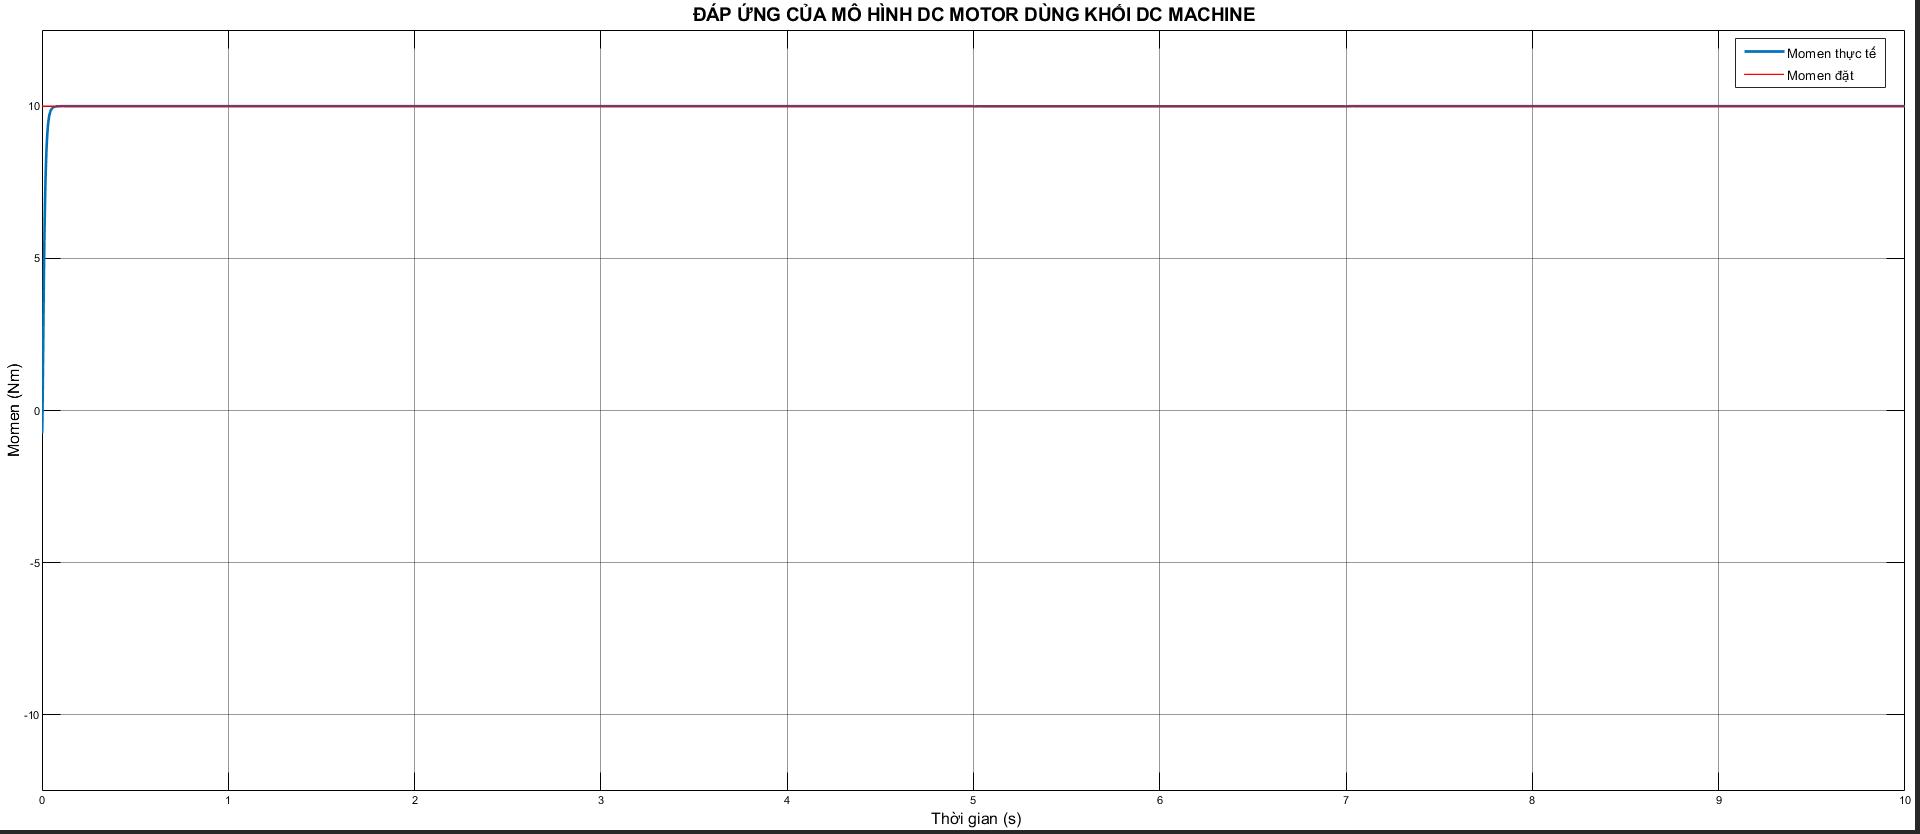 ĐÁP ỨNG CỦA MÔ HÌNH DC MOTOR DÙNG KHỐI DC MACHINE
Momen thực tế
Momen đặt
10
5
0
-5
-10
Momen (Nm)
0 1 2 3 4 5 6 7 8 9 10
Thời gian (s)